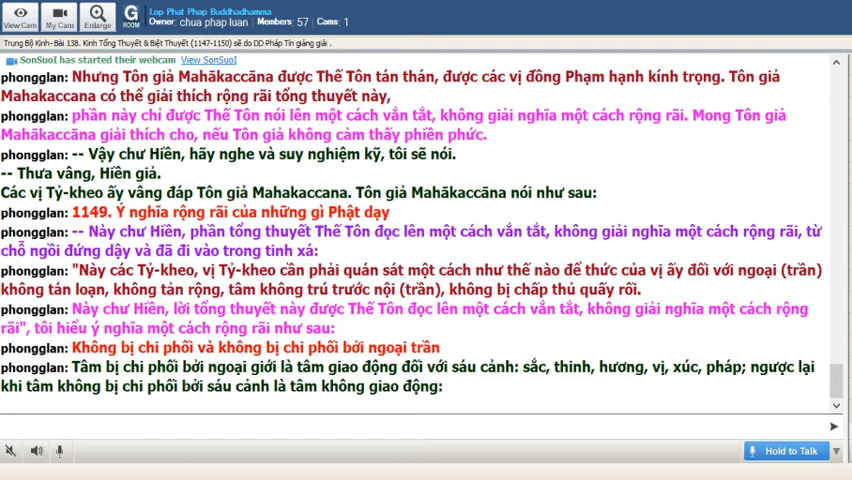 View Cam
My Cam
Enlarge
G
ROOM
Lop Phat Phap Buddhadhamma
Owner: chua phap luan Members: 57 Cams: 1
Trung Bộ Kinh- Bài 138. Kinh Tổng Thuyết & Biệt Thuyết (1147-1150) sẽ do DD Pháp Tín giảng giải .
SonSuoI has started their webcam View SonSuoI
phongglan: Nhưng Tôn giả Mahākaccāna được Thế Tôn tán thán, được các vị đồng Phạm hạnh kính trọng. Tôn giả
Mahakaccana có thể giải thích rộng rãi tổng thuyết này,
phongglan: phần này chỉ được Thế Tôn nói lên một cách vắn tắt, không giải nghĩa một cách rộng rãi. Mong Tôn giả
Mahākaccāna giải thích cho, nếu Tôn giả không cảm thấy phiền phức.
phongglan: -- Vậy chư Hiền, hãy nghe và suy nghiệm kỹ, tôi sẽ nói.
-- Thưa vâng, Hiền giả.
Các vị Tỷ-kheo ấy vâng đáp Tôn giả Mahakaccana. Tôn giả Mahākaccāna nói như sau:
phongglan: 1149. Ý nghĩa rộng rãi của những gì Phật dạy
phongglan: -- Này chư Hiền, phần tổng thuyết Thế Tôn đọc lên một cách vắn tắt, không giải nghĩa một cách rộng rãi, từ
chỗ ngồi đứng dậy và đã đi vào trong tinh xá:
phongglan: "Này các Tỷ-kheo, vị Tỷ-kheo cần phải quán sát một cách như thế nào để thức của vị ấy đối với ngoại (trần)
không tán loạn, không tản rộng, tâm không trú trước nội (trần), không bị chấp thủ quấy rối.
phongglan: Này chư Hiền, lời tổng thuyết này được Thế Tôn đọc lên một cách vắn tắt, không giải nghĩa một cách rộng
rãi", tôi hiểu ý nghĩa một cách rộng rãi như sau:
phongglan: Không bị chi phối và không bị chi phối bởi ngoại trần
phongglan: Tâm bị chi phối bởi ngoại giới là tâm giao động đối với sáu cảnh: sắc, thinh, hương, vị, xúc, pháp; ngược lại
khi tâm không bị chi phối bởi sáu cảnh là tâm không giao động:
Hold to Talk